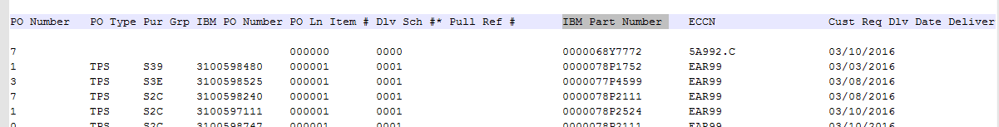 PO Number PO Type Pur Grp IBM PO Number PO Ln Item # Dlv Sch #* Pull Ref # IBM Part Number ECCN Cust Req Dlv Date Deliver
7 000000 0000 0000068Y7772 5A992.C 03/10/2016
1 TPS S39 3100598480 000001 0001 0000078P1752 EAR99 03/03/2016
3 TPS S3E 3100598525 000001 0001 0000077P4599 EAR99 03/08/2016
7 TPS S2C 3100598240 000001 0001 0000078P2111 EAR99 03/08/2016
1 TPS S2C 3100597111 000001 0001 0000078P2524 EAR99 03/10/2016
0 TPS S2C 3100598747 000001 0001 0000078P2111 EAR99 03/10/2016